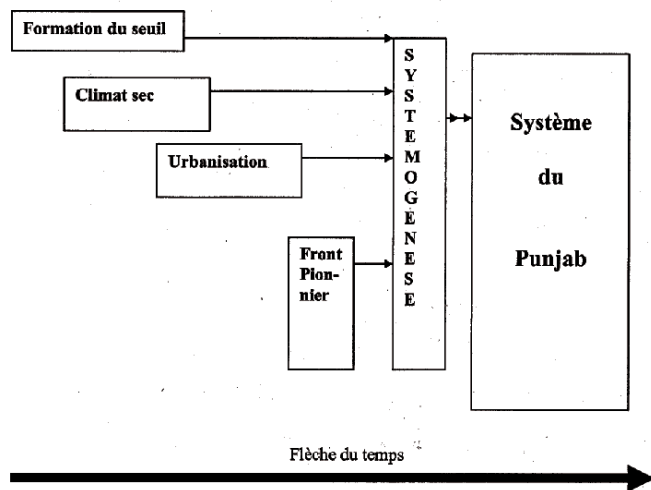 Formation du seuil
Climat sec
Urbanisation
Front
Pion-
nier
S
Y
S
T
E
M
O
G
E
N
E
S
E
Système
du
Punjab
Flèche du temps